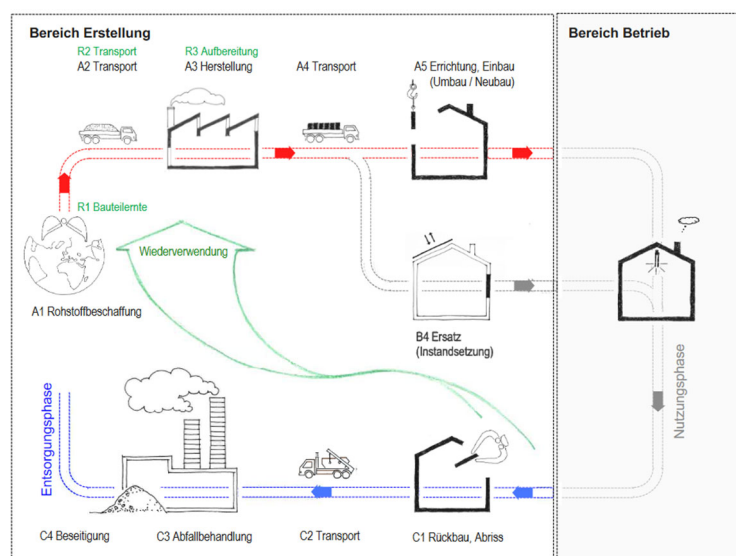 Bereich Erstellung
Bereich Betrieb
R2 Transport
A2 Transport
R3 Aufbereitung
A3 Herstellung
A4 Transport
A5 Errichtung, Einbau
(Umbau / Neubau)
R1 Bauteilernte
Wiederverwendung
A1 Rohstoffbeschaffung
B4 Ersatz
(Instandsetzung)
Nutzungsphase
Entsorgungsphase
C4 Beseitigung
C3 Abfallbehandlung
C2 Transport
C1 Rückbau, Abriss